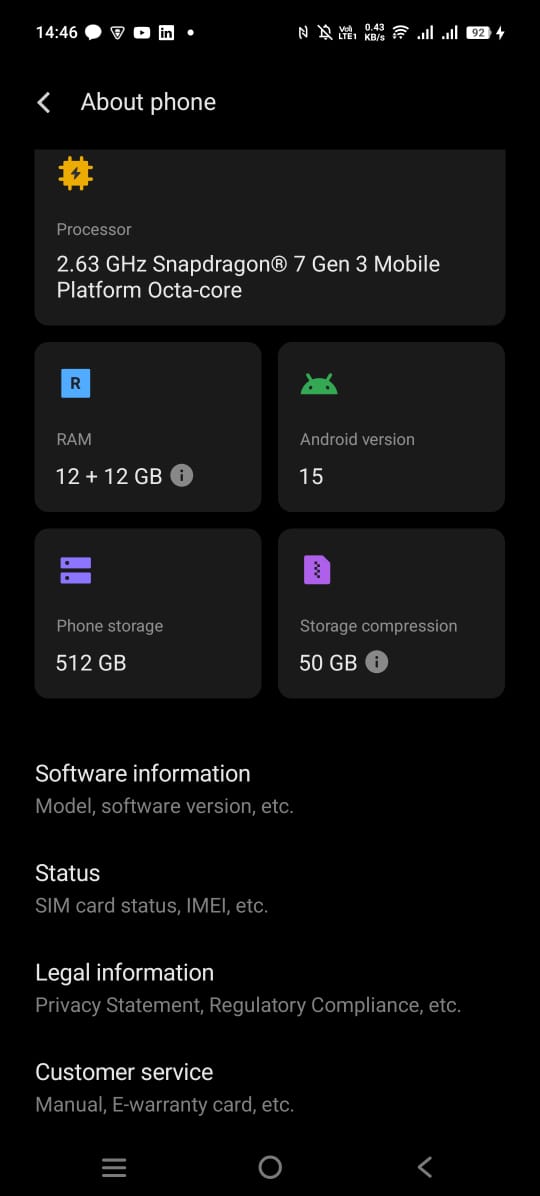 14:46
Vo))
LTE1
0.43
KB/s
92
About phone
Processor
2.63 GHz Snapdragon® 7 Gen 3 Mobile
Platform Octa-core
R
RAM
12 + 12 GB
Android version
15
Phone storage
512 GB
Storage compression
50 GB
Software information
Model, software version, etc.
Status
SIM card status, IMEI, etc.
Legal information
Privacy Statement, Regulatory Compliance, etc.
Customer service
Manual, E-warranty card, etc.